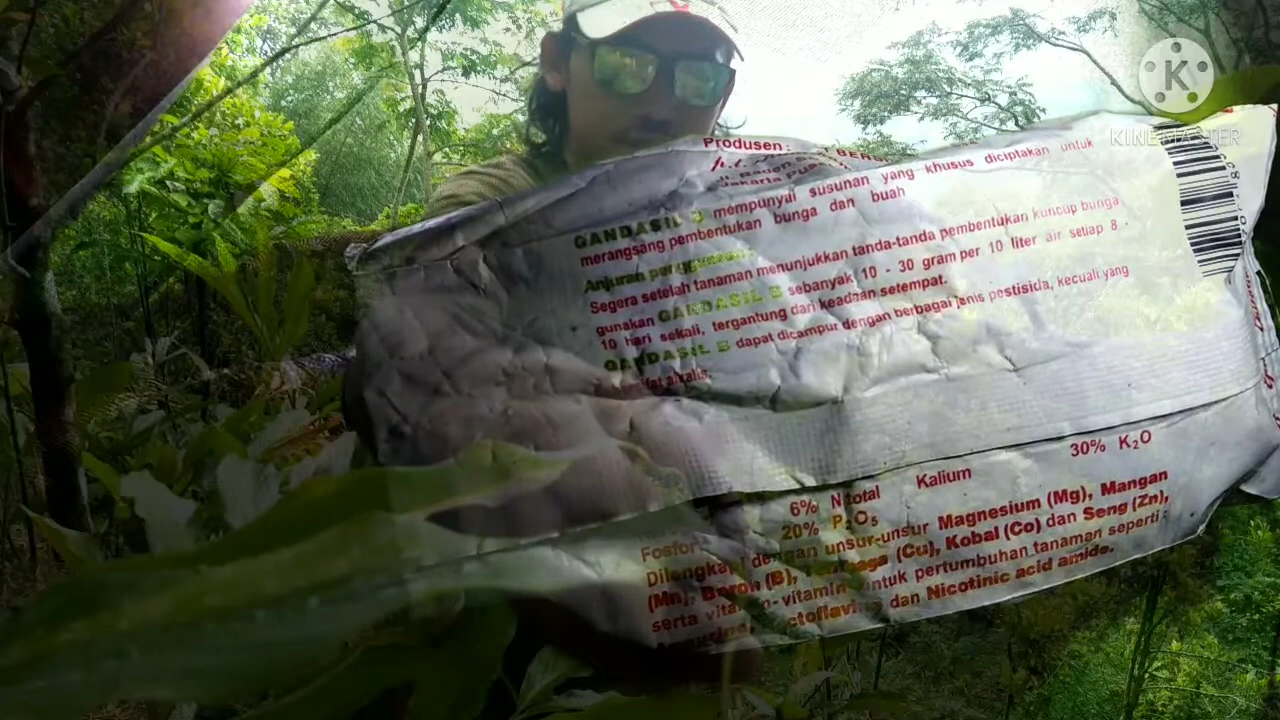 K
KINEMASTER
Produsen:
Jakarta
GANDASIL B mempunyai susunan yang khusus diciptakan untuk
merangsang pembentukan bunga dan buah
Anjuran penggunaan:
Segera setelah tanaman menunjukkan tanda-tanda pembentukan kuncup bunga
gunakan GANDASIL B sebanyak 10 - 30 gram per 10 liter air setiap 8 -
10 hari sekali, tergantung dari keadaan setempat.
GANDASIL B dapat dicampur dengan berbagai jenis pestisida, kecuali yang
alkalis.
6% N total Kalium 30% K₂O
Fosfor 20% P₂O₅
Dilengkapi dengan unsur-unsur Magnesium (Mg), Mangan
(Mn), Boron (B), (Cu), Kobal (Co) dan Seng (Zn),
serta vitamin-vitamin untuk pertumbuhan tanaman seperti:
dan Nicotinic acid amide.